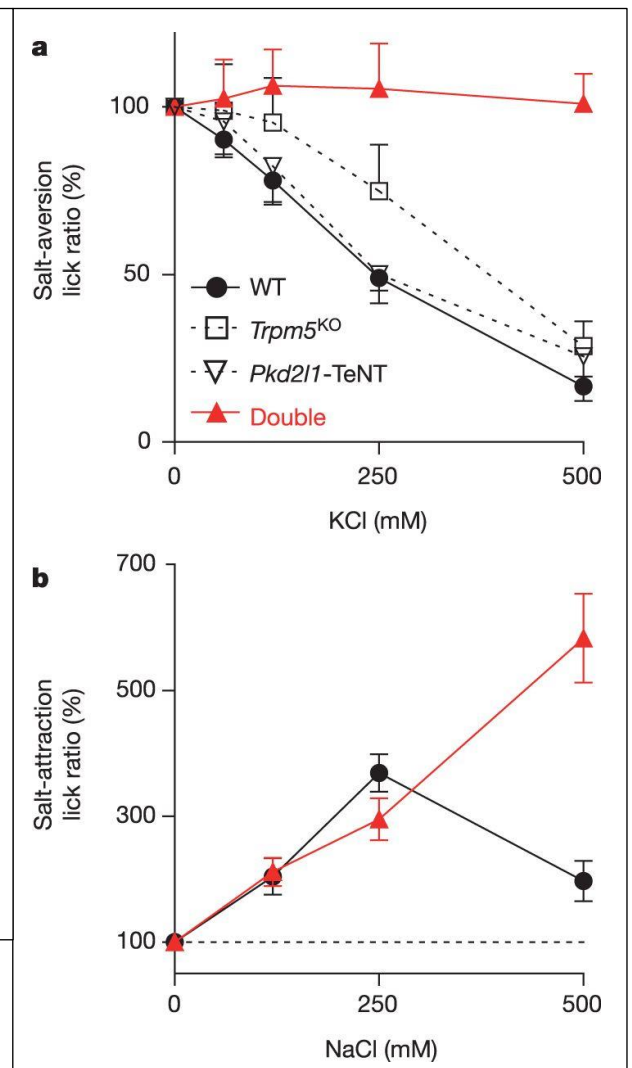 a
Salt-aversion
lick ratio (%)
100
50
0
WT
Trpm5KO
Pkd2l1-TeNT
Double
0
250
500
KCl (mM)
b
Salt-attraction
lick ratio (%)
700
500
300
100
0
250
500
NaCl (mM)